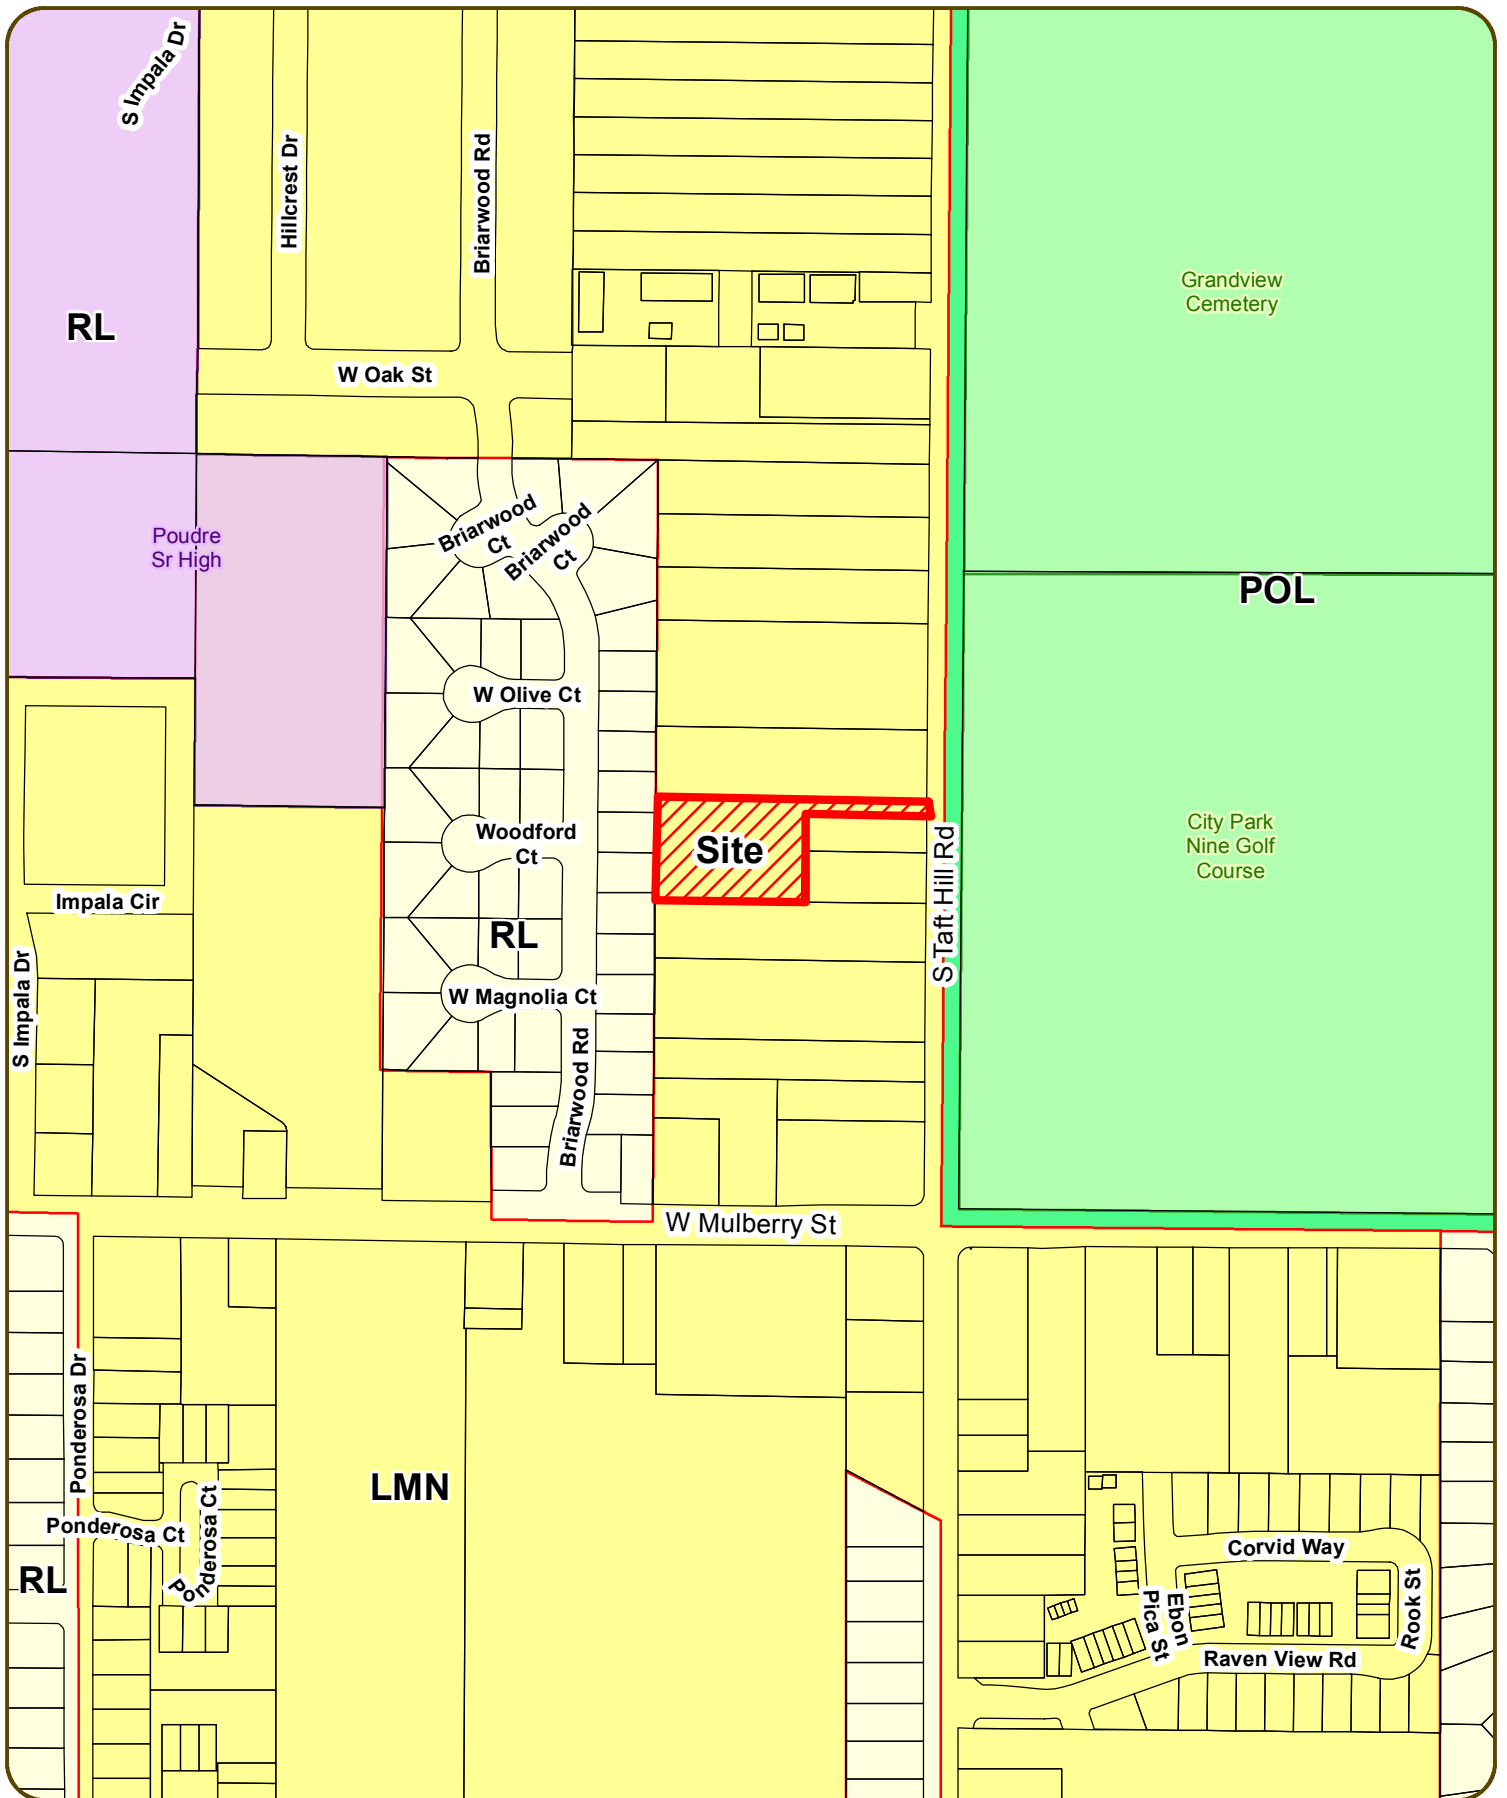 S Impala Dr
Hillcrest Dr
Briarwood Rd
Grandview
Cemetery
RL
W Oak St
Poudre
Sr High
Briarwood
Ct
Briarwood
Ct
POL
W Olive Ct
Woodford
Ct
Site
City Park
Nine Golf
Course
S Taft Hill Rd
Impala Cir
RL
S Impala Dr
W Magnolia Ct
Briarwood Rd
W Mulberry St
Ponderosa Dr
LMN
Ponderosa Ct
Ponderosa Ct
RL
Corvid Way
Rook St
Ebon
Pica St
Raven View Rd